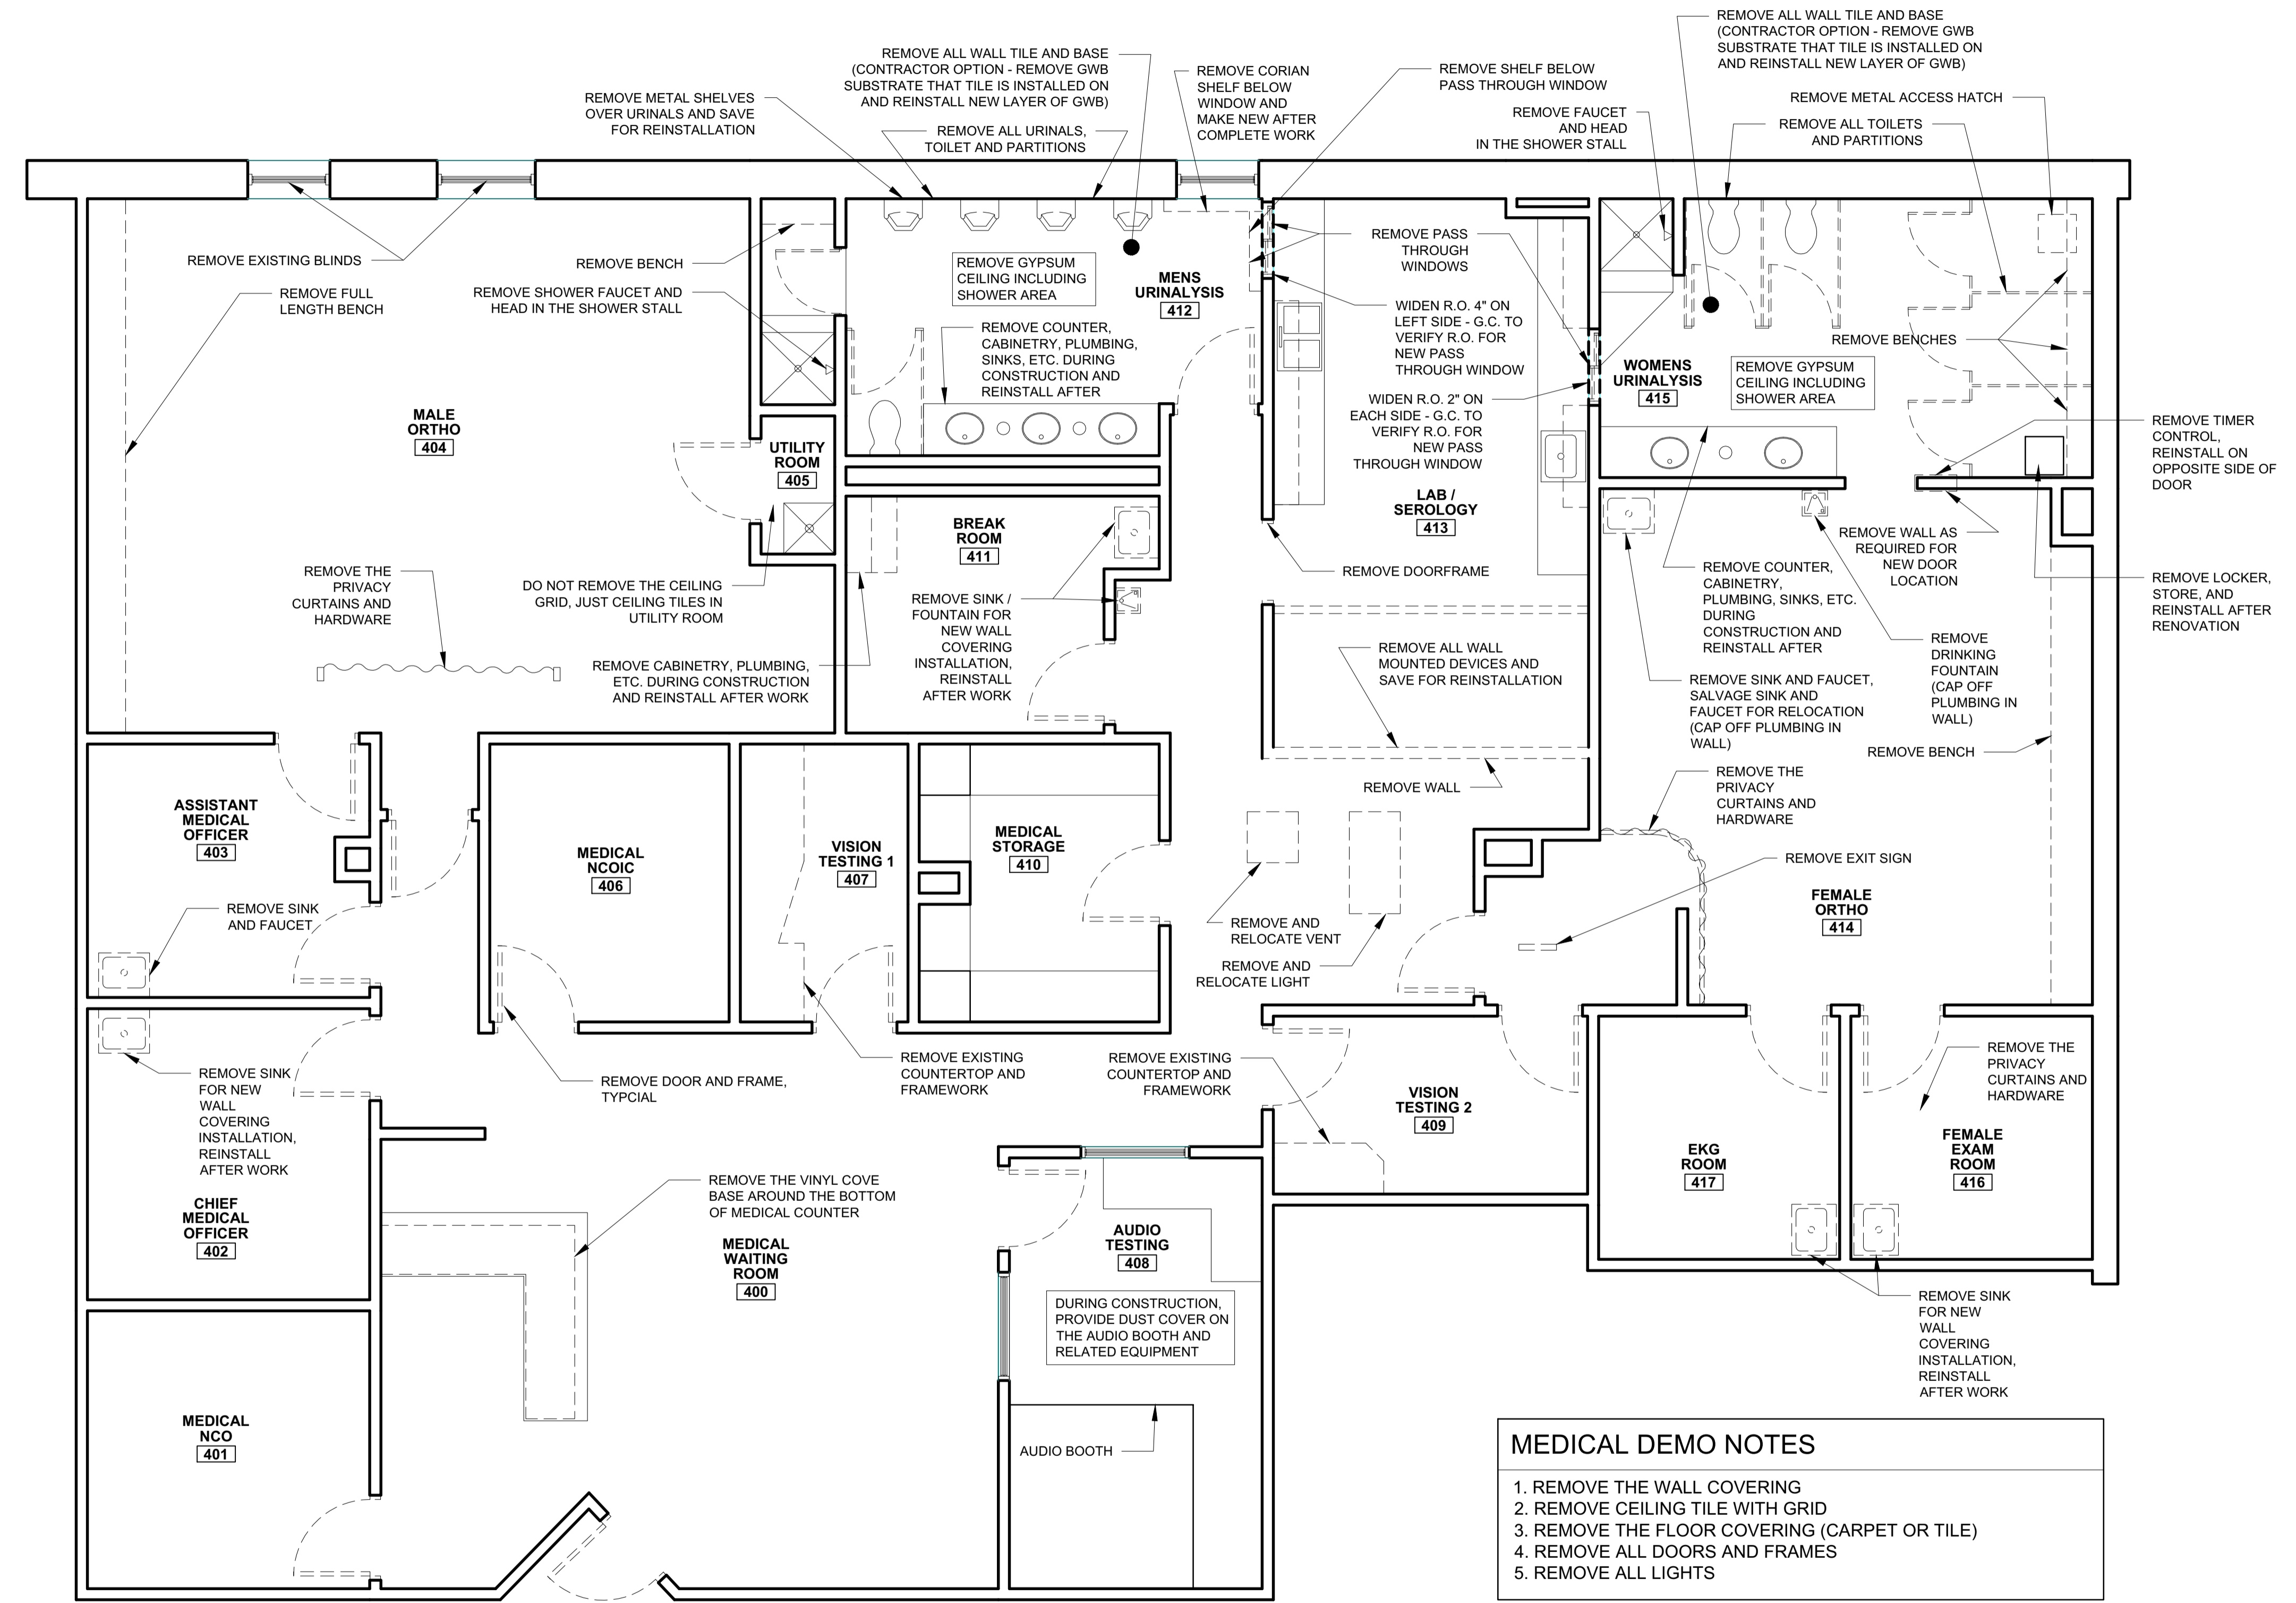 REMOVE ALL WALL TILE AND BASE
(CONTRACTOR OPTION - REMOVE GWB
SUBSTRATE THAT TILE IS INSTALLED ON
AND REINSTALL NEW LAYER OF GWB)
REMOVE METAL SHELVES
OVER URINALS AND SAVE
FOR REINSTALLATION
REMOVE ALL URINALS,
TOILET AND PARTITIONS
REMOVE CORIAN
SHELF BELOW
WINDOW AND
MAKE NEW AFTER
COMPLETE WORK
REMOVE SHELF BELOW
PASS THROUGH WINDOW
REMOVE FAUCET
AND HEAD
IN THE SHOWER STALL
REMOVE ALL WALL TILE AND BASE
(CONTRACTOR OPTION - REMOVE GWB
SUBSTRATE THAT TILE IS INSTALLED ON
AND REINSTALL NEW LAYER OF GWB)
REMOVE METAL ACCESS HATCH
REMOVE ALL TOILETS
AND PARTITIONS
REMOVE EXISTING BLINDS
REMOVE FULL
LENGTH BENCH
REMOVE BENCH
REMOVE SHOWER FAUCET AND
HEAD IN THE SHOWER STALL
REMOVE GYPSUM
CEILING INCLUDING
SHOWER AREA
MENS
URINALYSIS
412
REMOVE COUNTER,
CABINETRY, PLUMBING,
SINKS, ETC. DURING
CONSTRUCTION AND
REINSTALL AFTER
REMOVE PASS
THROUGH
WINDOWS
WIDEN R.O. 4" ON
LEFT SIDE - G.C. TO
VERIFY R.O. FOR
NEW PASS
THROUGH WINDOW
WIDEN R.O. 2" ON
EACH SIDE - G.C. TO
VERIFY R.O. FOR
NEW PASS
THROUGH WINDOW
WOMENS
URINALYSIS
415
REMOVE GYPSUM
CEILING INCLUDING
SHOWER AREA
REMOVE BENCHES
REMOVE TIMER
CONTROL,
REINSTALL ON
OPPOSITE SIDE OF
DOOR
MALE
ORTHO
404
UTILITY
ROOM
405
BREAK
ROOM
411
LAB /
SEROLOGY
413
REMOVE DOORFRAME
REMOVE WALL AS
REQUIRED FOR
NEW DOOR
LOCATION
REMOVE COUNTER,
CABINETRY,
PLUMBING, SINKS, ETC.
DURING
CONSTRUCTION AND
REINSTALL AFTER
REMOVE LOCKER,
STORE, AND
REINSTALL AFTER
RENOVATION
REMOVE THE
PRIVACY
CURTAINS AND
HARDWARE
DO NOT REMOVE THE CEILING
GRID, JUST CEILING TILES IN
UTILITY ROOM
REMOVE SINK /
FOUNTAIN FOR
NEW WALL
COVERING
INSTALLATION,
REINSTALL
AFTER WORK
REMOVE CABINETRY, PLUMBING,
ETC. DURING CONSTRUCTION
AND REINSTALL AFTER WORK
REMOVE ALL WALL
MOUNTED DEVICES AND
SAVE FOR REINSTALLATION
REMOVE SINK AND FAUCET,
SALVAGE SINK AND
FAUCET FOR RELOCATION
(CAP OFF PLUMBING IN
WALL)
REMOVE
DRINKING
FOUNTAIN
(CAP OFF
PLUMBING IN
WALL)
REMOVE BENCH
REMOVE WALL
REMOVE THE
PRIVACY
CURTAINS AND
HARDWARE
ASSISTANT
MEDICAL
OFFICER
403
MEDICAL
NCOIC
406
VISION
TESTING 1
407
MEDICAL
STORAGE
410
REMOVE EXIT SIGN
FEMALE
ORTHO
414
REMOVE SINK
AND FAUCET
REMOVE AND
RELOCATE VENT
REMOVE AND
RELOCATE LIGHT
REMOVE SINK
FOR NEW
WALL
COVERING
INSTALLATION,
REINSTALL
AFTER WORK
REMOVE DOOR AND FRAME,
TYPCIAL
REMOVE EXISTING
COUNTERTOP AND
FRAMEWORK
REMOVE EXISTING
COUNTERTOP AND
FRAMEWORK
VISION
TESTING 2
409
REMOVE THE
PRIVACY
CURTAINS AND
HARDWARE
EKG
ROOM
417
FEMALE
EXAM
ROOM
416
CHIEF
MEDICAL
OFFICER
402
REMOVE THE VINYL COVE
BASE AROUND THE BOTTOM
OF MEDICAL COUNTER
MEDICAL
WAITING
ROOM
400
AUDIO
TESTING
408
DURING CONSTRUCTION,
PROVIDE DUST COVER ON
THE AUDIO BOOTH AND
RELATED EQUIPMENT
REMOVE SINK
FOR NEW
WALL
COVERING
INSTALLATION,
REINSTALL
AFTER WORK
MEDICAL
NCO
401
AUDIO BOOTH
MEDICAL DEMO NOTES
1. REMOVE THE WALL COVERING
2. REMOVE CEILING TILE WITH GRID
3. REMOVE THE FLOOR COVERING (CARPET OR TILE)
4. REMOVE ALL DOORS AND FRAMES
5. REMOVE ALL LIGHTS